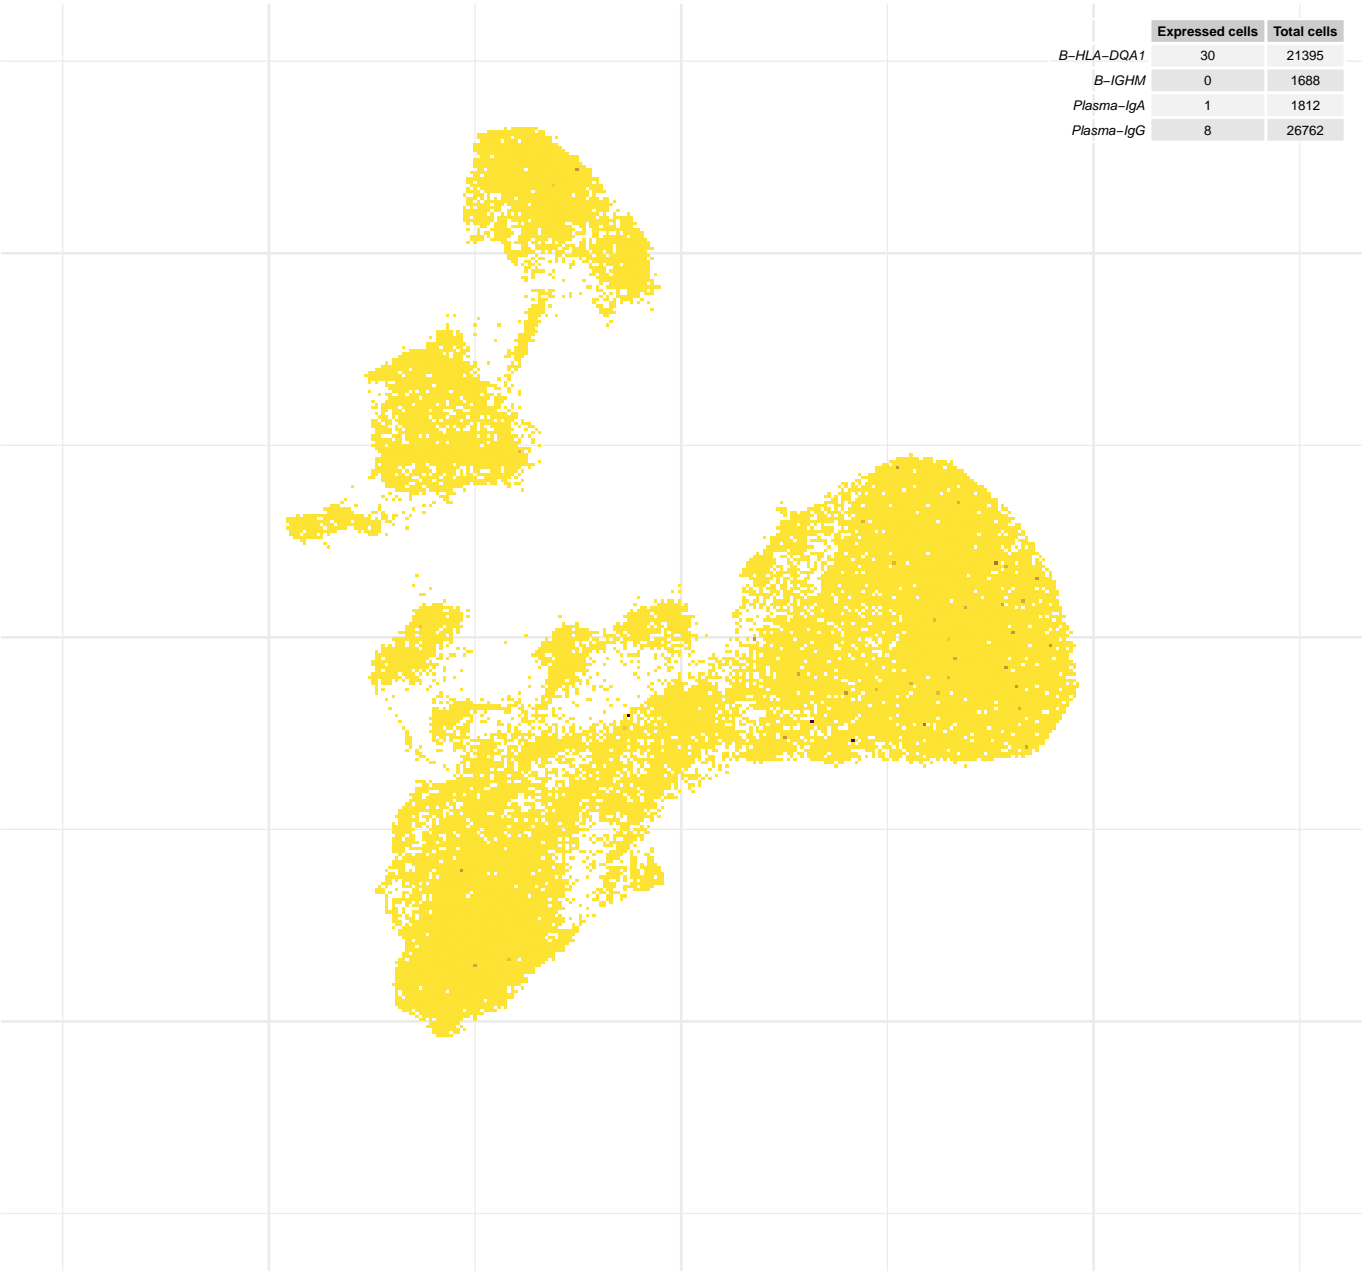 Expressed cells Total cells
B−HLA−DQA1 30 21395
B−IGHM 0 1688
Plasma−IgA 1 1812
Plasma−IgG 8 26762